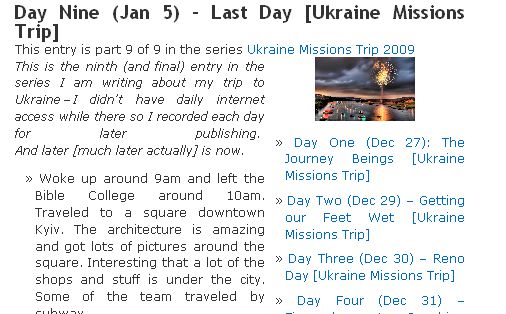 Day Nine (Jan 5) – Last Day [Ukraine Missions
Trip]
This entry is part 9 of 9 in the series Ukraine Missions Trip 2009
This is the ninth (and final) entry in the
series I am writing about my trip to
Ukraine–I didn't have daily internet
access while there so I recorded each day
for later publishing.
And later [much later actually] is now.
» Woke up around 9am and left the
Bible College around 10am.
Traveled to a square downtown
Kyiv. The architecture is amazing
and got lots of pictures around the
square. Interesting that a lot of the
shops and stuff is under the city.
Some of the team traveled by
subway
» Day One (Dec 27): The
Journey Beings [Ukraine
Missions Trip]
» Day Two (Dec 29) – Getting
our Feet Wet [Ukraine
Missions Trip]
» Day Three (Dec 30) – Reno
Day [Ukraine Missions Trip]
» Day Four (Dec 31) –